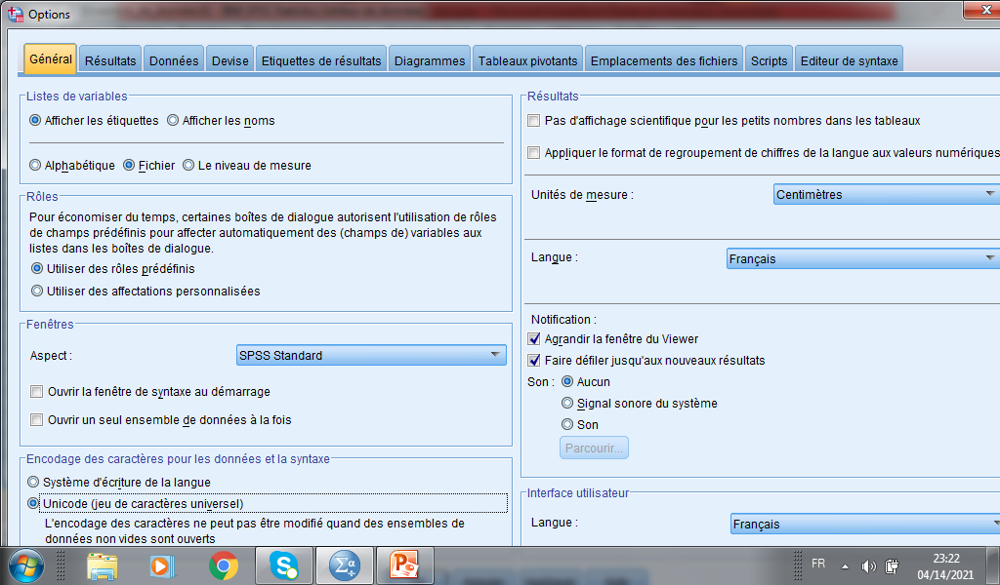 Options
Général
Résultats
Données
Devise
Etiquettes de résultats
Diagrammes
Tableaux pivotants
Emplacements des fichiers
Scripts
Editeur de syntaxe
Listes de variables
Afficher les étiquettes
Afficher les noms
Alphabétique
Fichier
Le niveau de mesure
Rôles
Pour économiser du temps, certaines boîtes de dialogue autorisent l'utilisation de rôles
de champs prédéfinis pour affecter automatiquement des (champs de) variables aux
listes dans les boîtes de dialogue.
Utiliser des rôles prédéfinis
Utiliser des affectations personnalisées
Fenêtres
Aspect :
SPSS Standard
Ouvrir la fenêtre de syntaxe au démarrage
Ouvrir un seul ensemble de données à la fois
Encodage des caractères pour les données et la syntaxe
Système d'écriture de la langue
Unicode (jeu de caractères universel)
L'encodage des caractères ne peut pas être modifié quand des ensembles de
données non vides sont ouverts
Résultats
Pas d'affichage scientifique pour les petits nombres dans les tableaux
Appliquer le format de regroupement de chiffres de la langue aux valeurs numériques
Unités de mesure :
Centimètres
Langue :
Français
Notification :
Agrandir la fenêtre du Viewer
Faire défiler jusqu'aux nouveaux résultats
Son :
Aucun
Signal sonore du système
Son
Parcourir...
Interface utilisateur
Langue :
Français
FR
23:22
04/14/2021